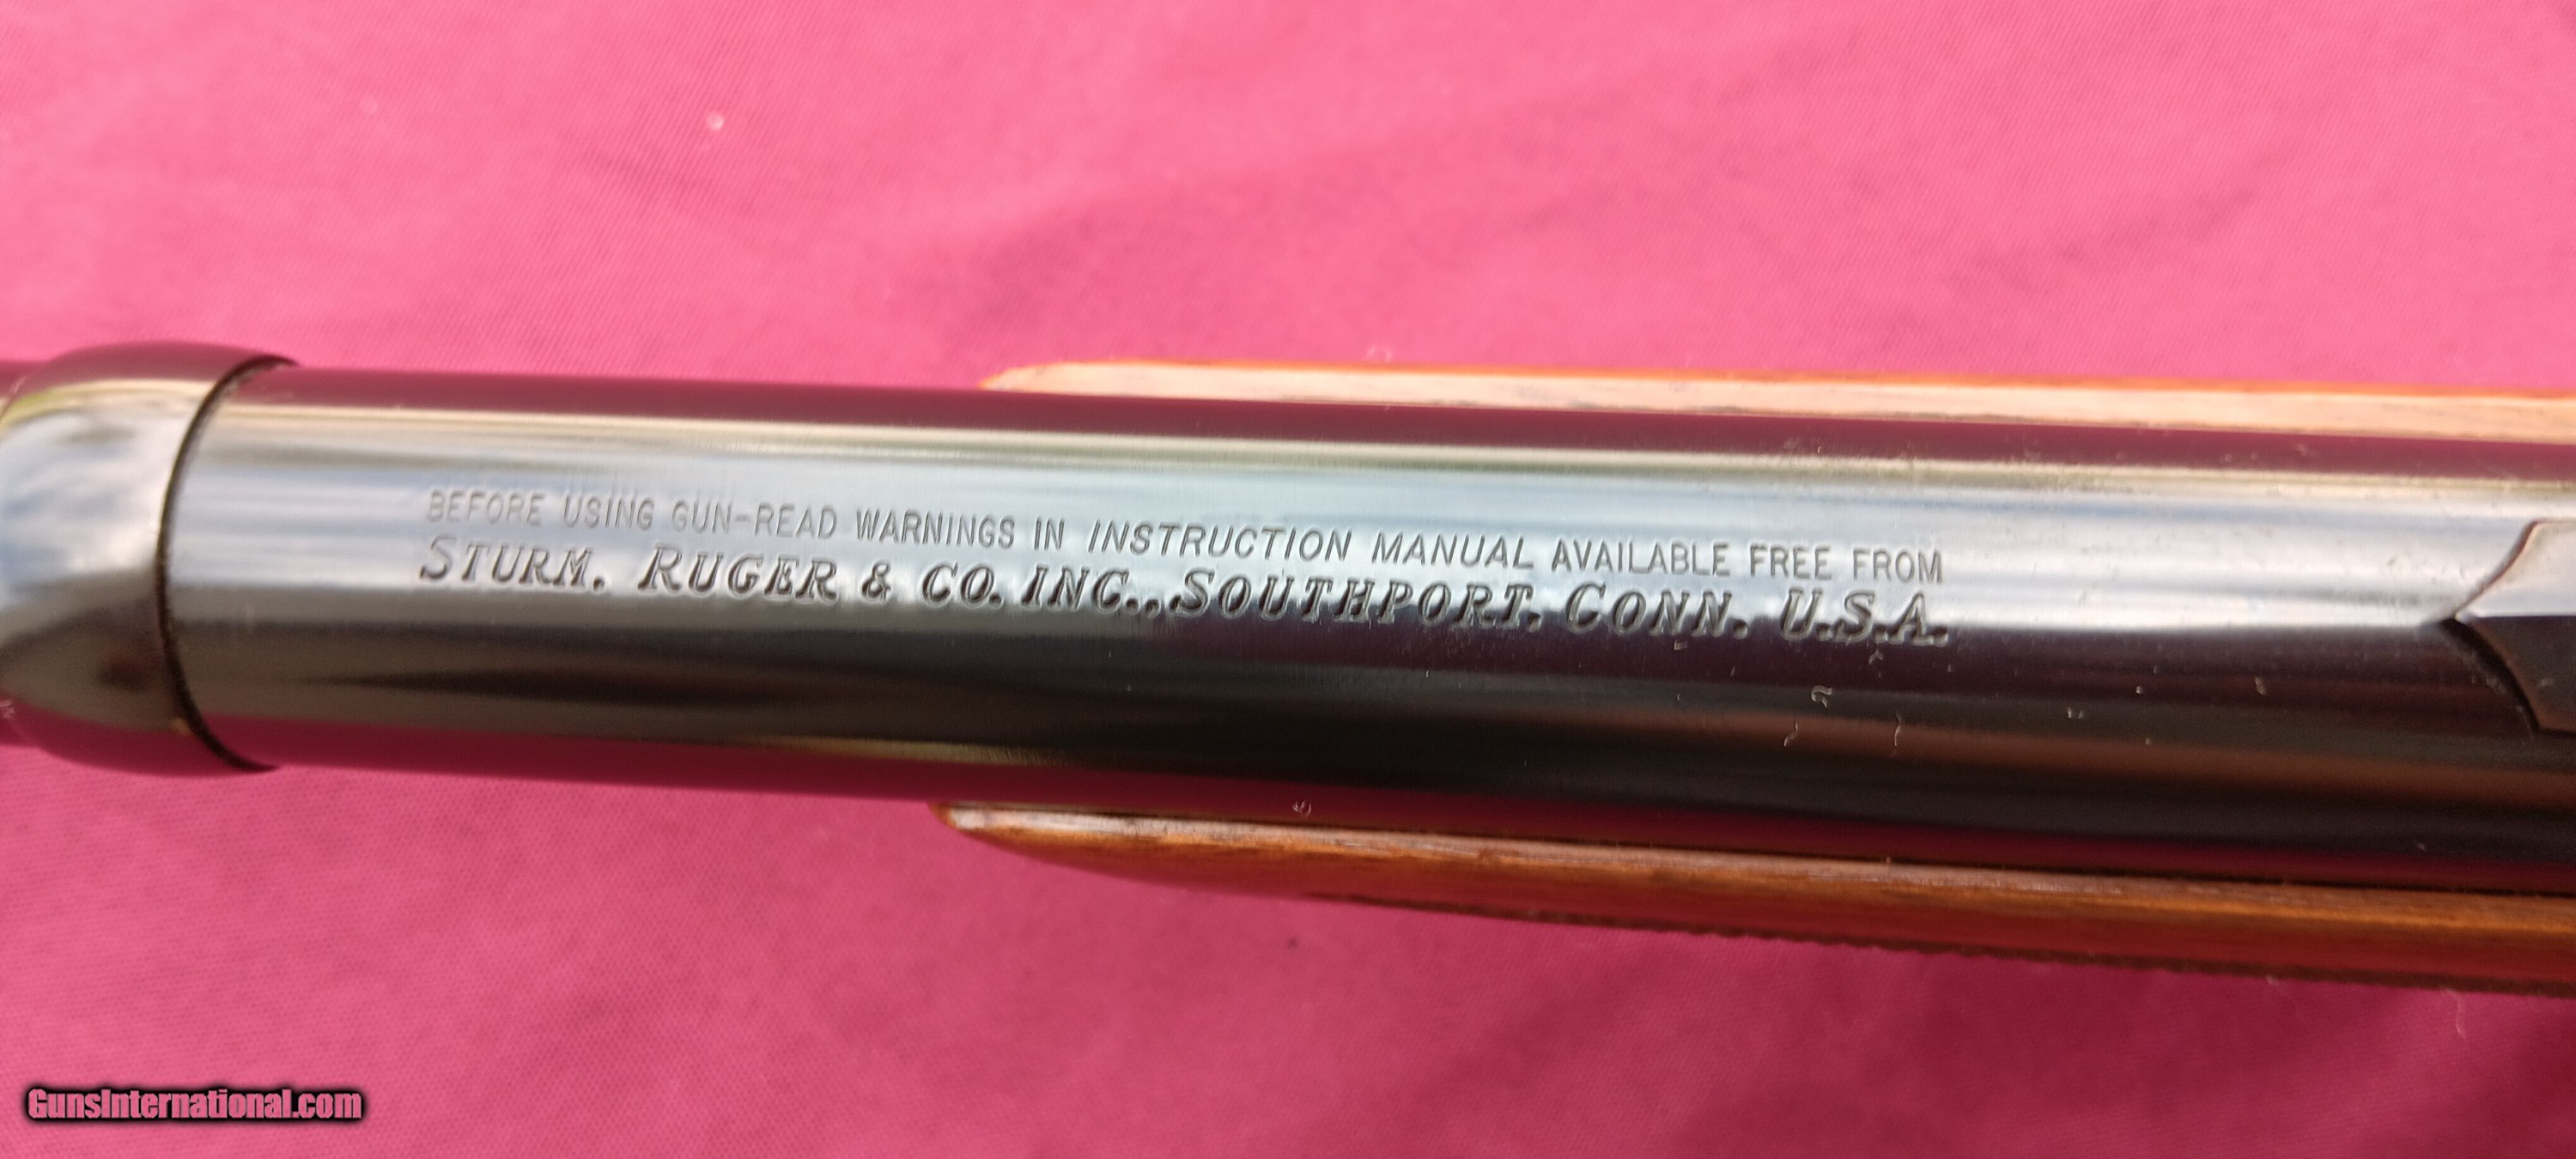 BEFORE USING GUN-READ WARNINGS IN INSTRUCTION MANUAL AVAILABLE FREE FROM
STURM, RUGER & CO. INC., SOUTHPORT, CONN. U.S.A.
GunsInternational.com